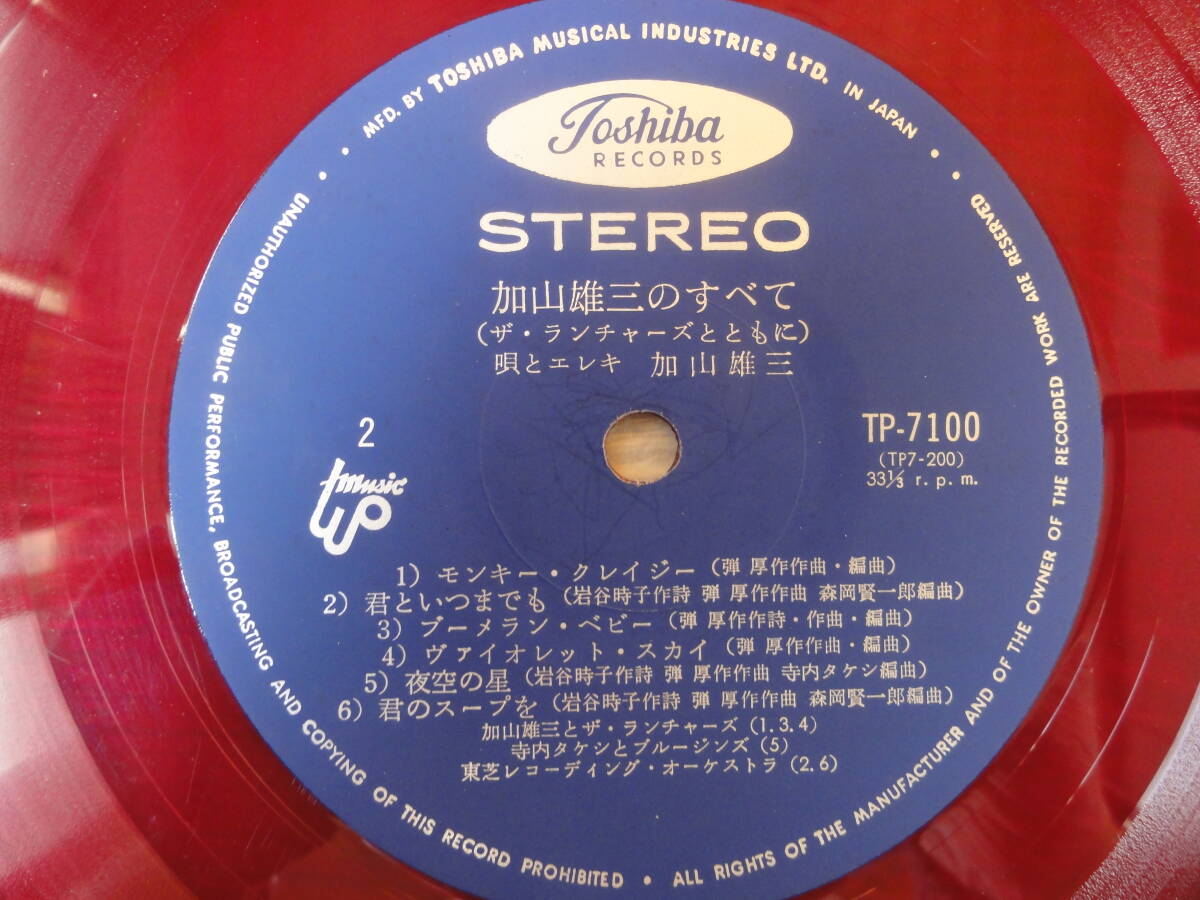 MFD. BY TOSHIBA MUSICAL INDUSTRIES LTD. IN JAPAN
Toshiba
RECORDS
STEREO
加山雄三のすべて
(ザ・ランチャーズとともに)
唄とエレキ 加山雄三
2
TP-7100
(TP7-200)
33⅓ r. p. m.
music
up
1) モンキー・クレイジー (弾 厚作作曲・編曲)
2) 君といつまでも (岩谷時子作詩 弾 厚作作曲 森岡賢一郎編曲)
3) ブーメラン・ベビー (弾 厚作作詩・作曲・編曲)
4) ヴァイオレット・スカイ (弾 厚作作曲・編曲)
5) 夜空の星 (岩谷時子作詩 弾 厚作作曲 寺内タケシ編曲)
6) 君のスープを (岩谷時子作詩 弾 厚作作曲 森岡賢一郎編曲)
加山雄三とザ・ランチャーズ (1.3.4)
寺内タケシとブルージンズ (5)
東芝レコーディング・オーケストラ (2.6)
UNAUTHORIZED PUBLIC PERFORMANCE, BROADCASTING AND COPYING OF THIS RECORD PROHIBITED • ALL RIGHTS OF THE MANUFACTURER AND OF THE OWNER OF THE RECORDED WORK ARE RESERVED